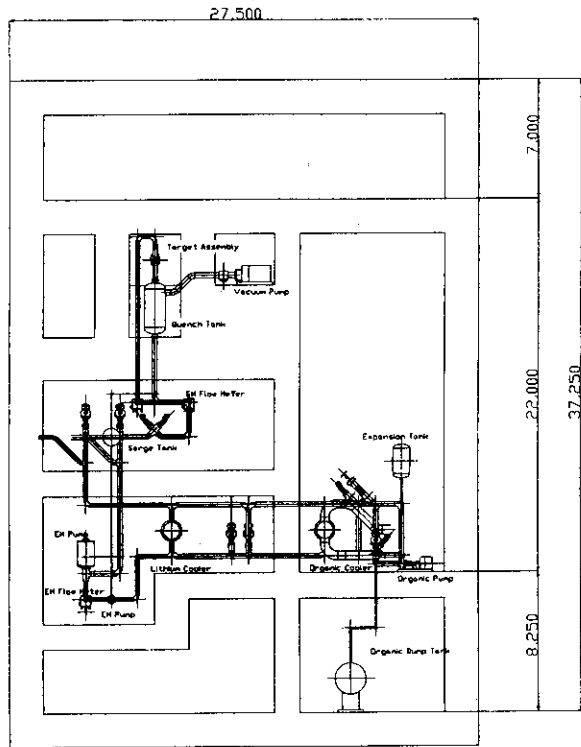 27,500
7,000
Target Assembly
Vacuum Pump
Quench Tank
EM Flow Meter
22,000
37,250
Expansion Tank
Sarge Tank
EM Pump
Lithium Cooler
Organic Cooler
Organic Pump
EM Flow Meter
EM Pump
Organic Dump Tank
8,250